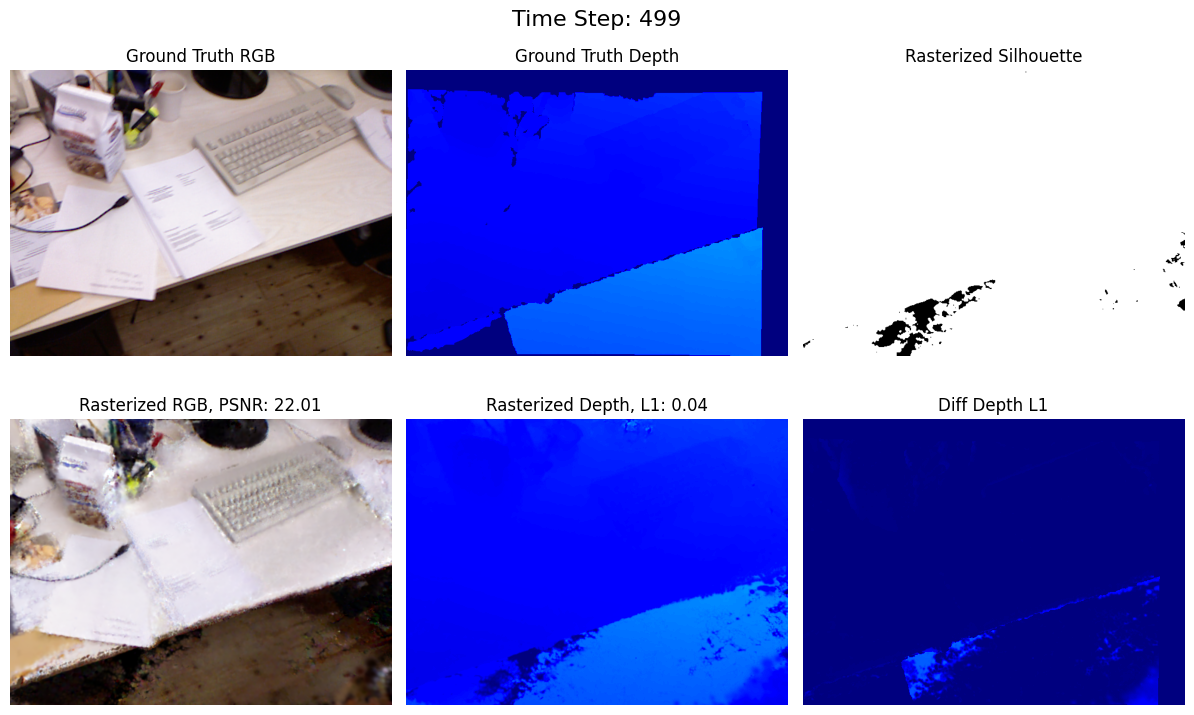 Time Step: 499
Ground Truth RGB
Ground Truth Depth
Rasterized Silhouette
Rasterized RGB, PSNR: 22.01
Rasterized Depth, L1: 0.04
Diff Depth L1